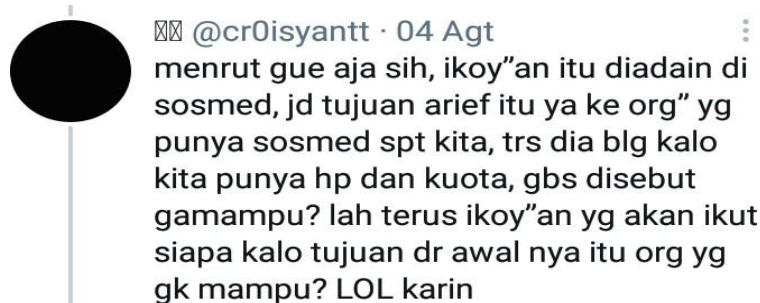 @cr0isyantt · 04 Agt
menrut gue aja sih, ikoy”an itu diadain di
sosmed, jd tujuan arief itu ya ke org” yg
punya sosmed spt kita, trs dia blg kalo
kita punya hp dan kuota, gbs disebut
gamampu? lah terus ikoy”an yg akan ikut
siapa kalo tujuan dr awal nya itu org yg
gk mampu? LOL karin